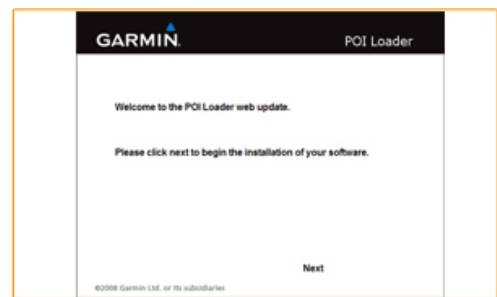 GARMIN.
POI Loader
Welcome to the POI Loader web update.
Please click next to begin the installation of your software.
Next
©2008 Garmin Ltd. or its subsidiaries